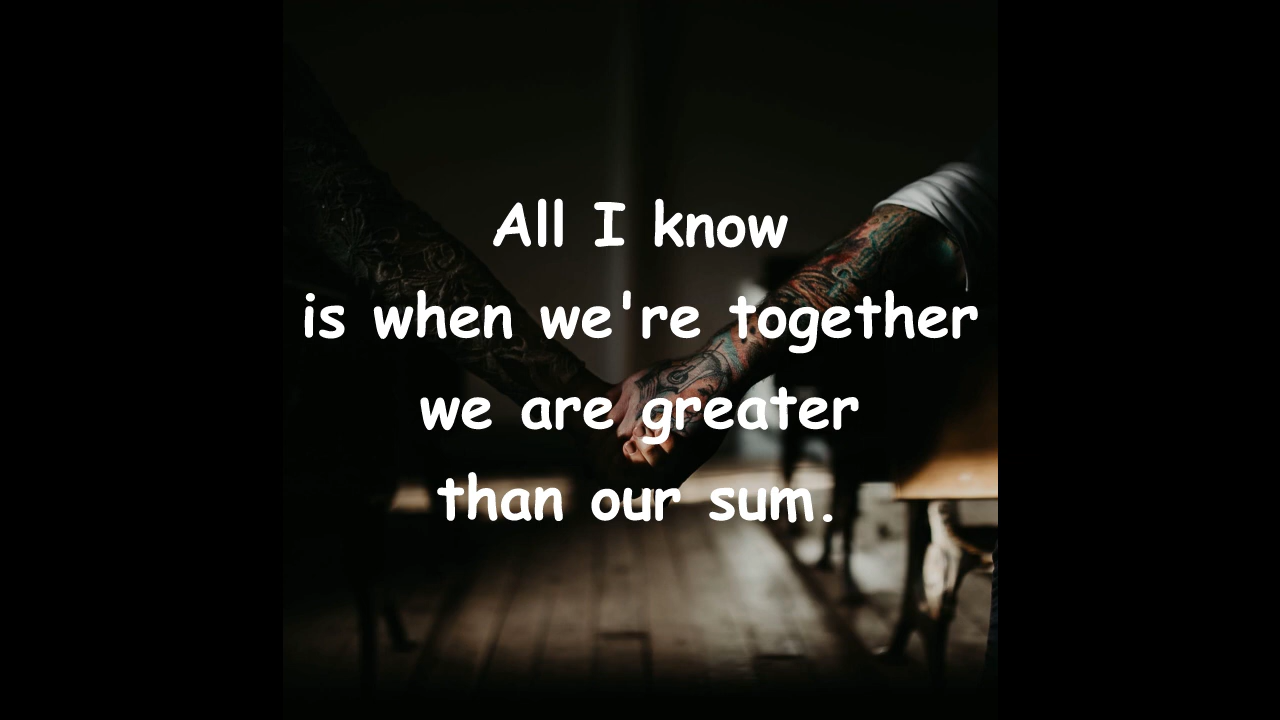 All I know
is when we're together
we are greater
than our sum.